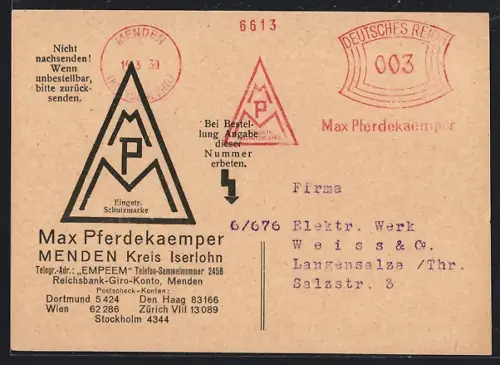 Nicht
nachsenden!
Wenn
unbestellbar,
bitte zurück-
senden.
M
P
M
Eingetr.
Schutzmarke
MENDEN
6613
M
P
M
DEUTSCHES REICH
003
Max Pferdekaemper
Bei Bestel-
lung Angabe
dieser
Nummer
erbeten.
Max Pferdekaemper
MENDEN Kreis Iserlohn
Telegr.-Adr.: „EMPEEM" Telefon-Sammelnummer 2458
Reichsbank-Giro-Konto, Menden
Postscheck-Konten:
Dortmund 5424 Den Haag 83166
Wien 62286 Zürich VIII 13089
Stockholm 4344
Firma
6/676 Elektr. Werk
Weiss & Co.
Langensalza /Thr.
Salzstr. 3